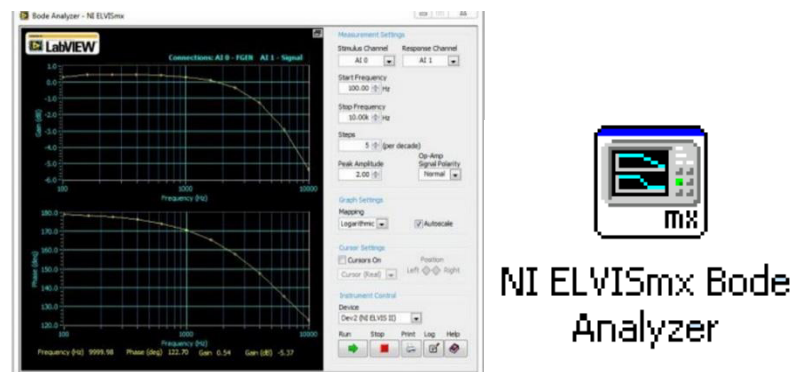 Bode Analyzer - NI ELVISmx
LabVIEW
Connections: AI 0 - FGEN AI 1 - Signal
1.0
0.0
-1.0
-2.0
-3.0
-4.0
-5.0
-6.0
Gain (dB)
100
1000
10000
Frequency (Hz)
180.0
170.0
160.0
150.0
140.0
130.0
120.0
Phase (deg)
100
1000
10000
Frequency (Hz)
Frequency (Hz) 9999.98 Phase (deg) 122.70 Gain 0.54 Gain (dB) -5.37
Measurement Settings
Stimulus Channel Response Channel
AI 0 AI 1
Start Frequency
100.00 Hz
Stop Frequency
10.00k Hz
Steps
5 (per decade)
Peak Amplitude
2.00
Op-Amp
Signal Polarity
Normal
Graph Settings
Mapping
Logarithmic Autoscale
Cursor Settings
Cursors On Position
Cursor (Real) Left Right
Instrument Control
Device
Dev2 (NI ELVIS II)
Run Stop Print Log Help
mx
NI ELVISmx Bode
Analyzer